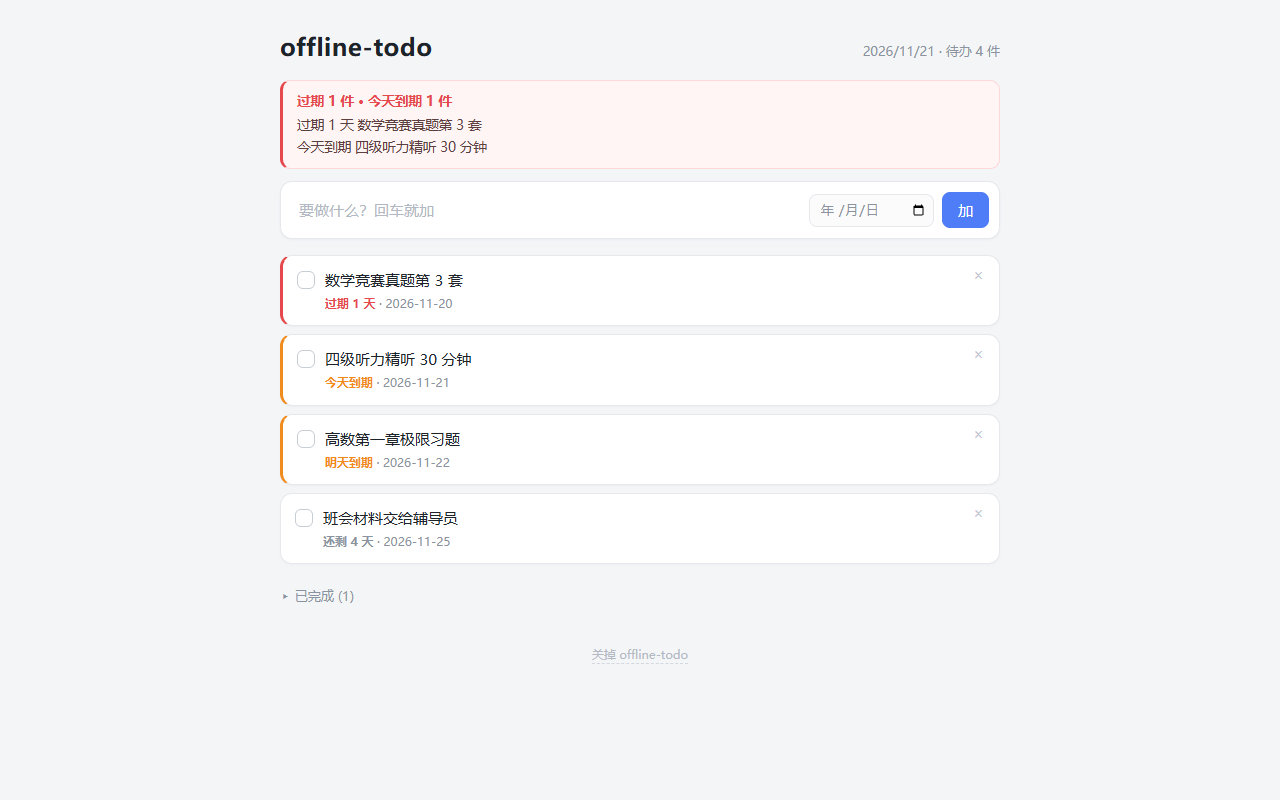 offline-todo
2026/11/21 · 待办 4 件
过期 1 件 • 今天到期 1 件
过期 1 天 数学竞赛真题第 3 套
今天到期 四级听力精听 30 分钟
要做什么？回车就加
年 /月/日
加
数学竞赛真题第 3 套
×
过期 1 天 · 2026-11-20
四级听力精听 30 分钟
×
今天到期 · 2026-11-21
高数第一章极限习题
×
明天到期 · 2026-11-22
班会材料交给辅导员
×
还剩 4 天 · 2026-11-25
▸ 已完成 (1)
关掉 offline-todo